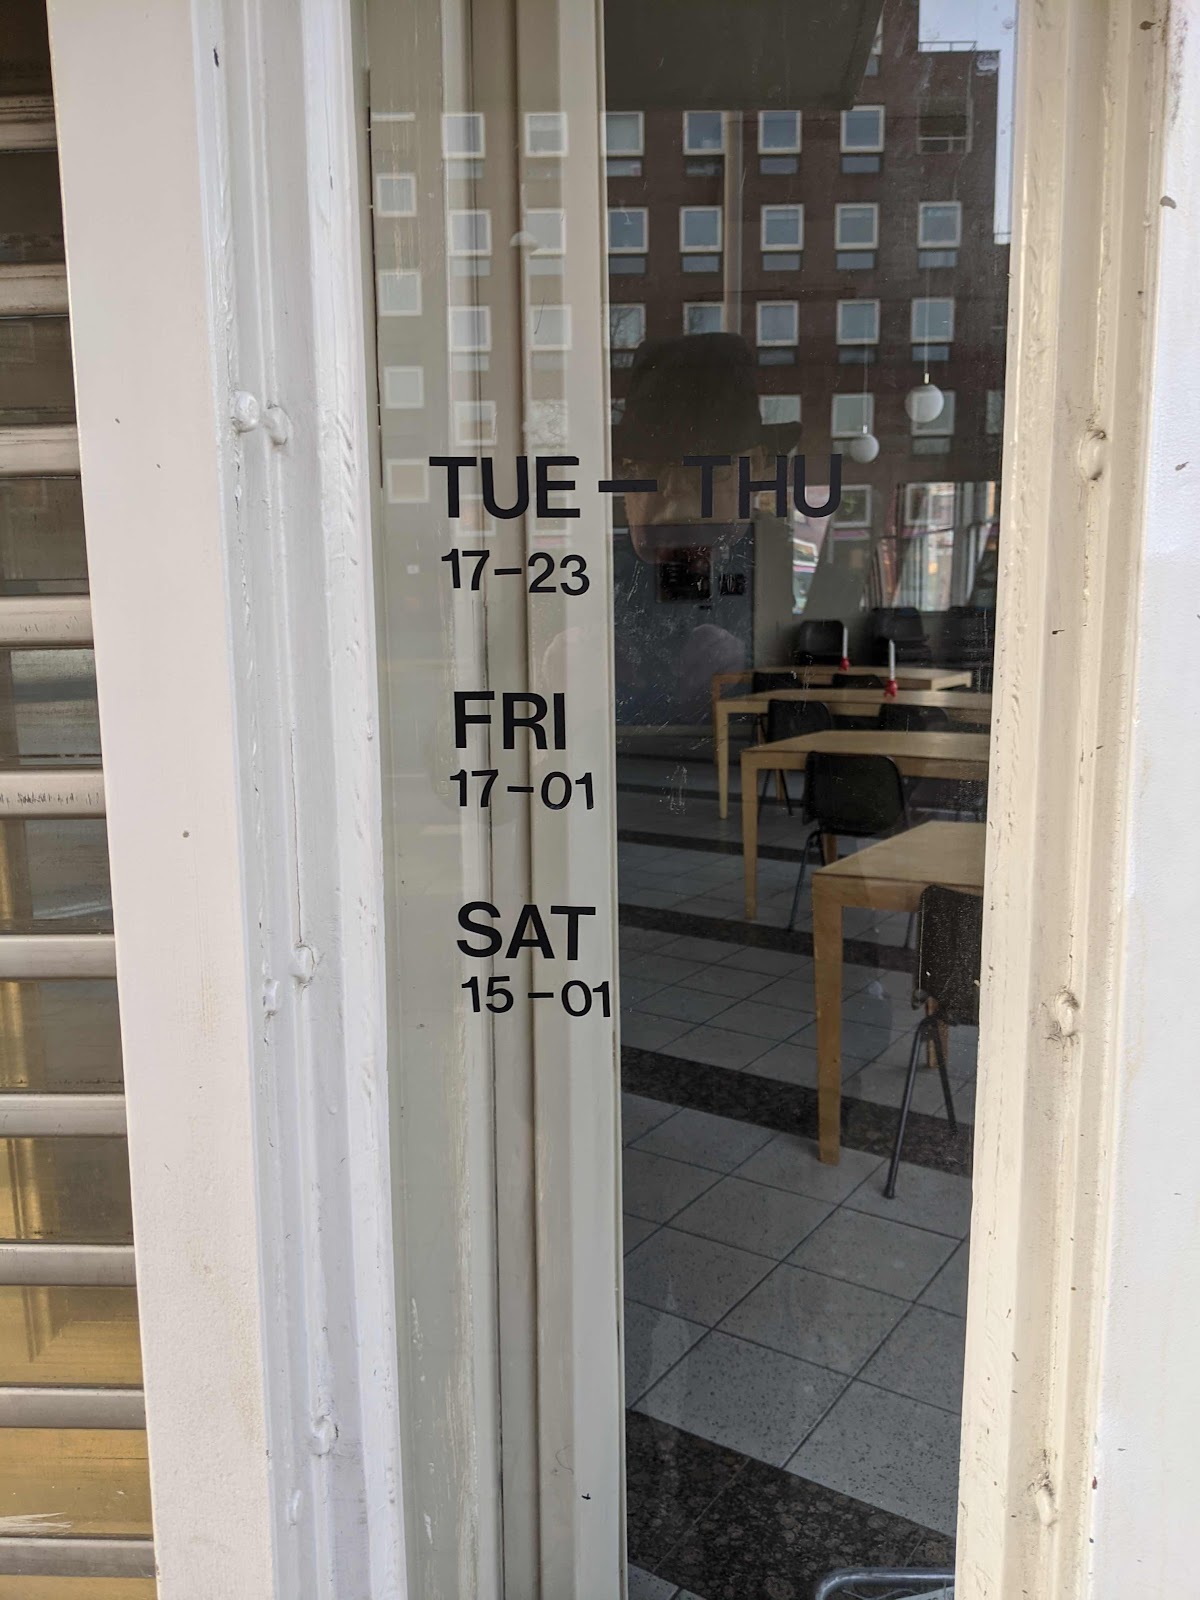 TUE — THU
17-23
FRI
17-01
SAT
15-01